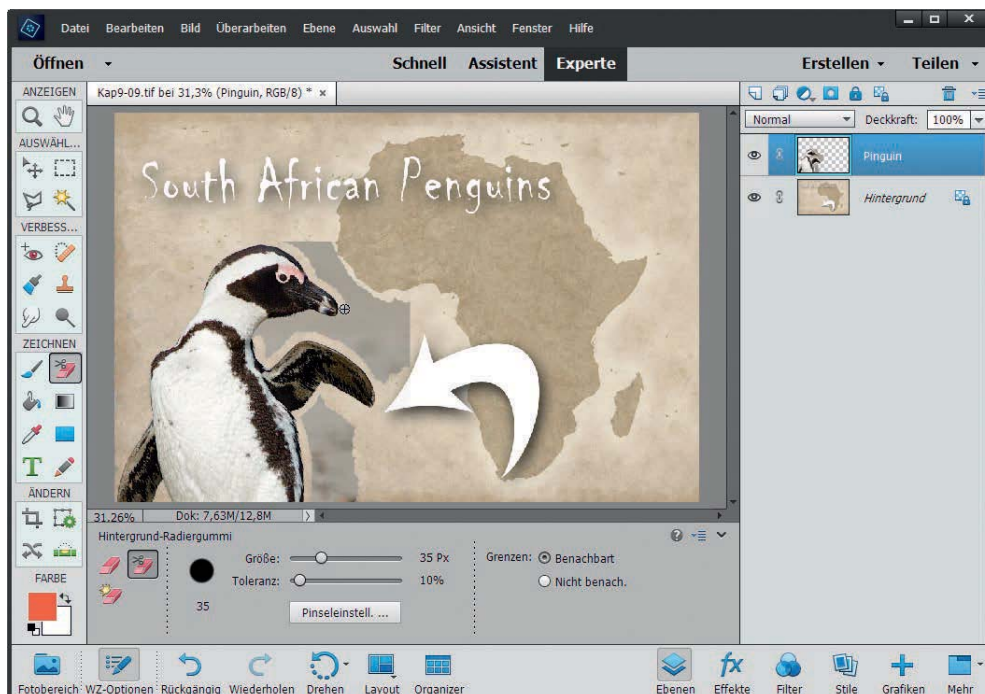 Datei Bearbeiten Bild Überarbeiten Ebene Auswahl Filter Ansicht Fenster Hilfe
Öffnen Schnell Assistent Experte Erstellen Teilen
ANZEIGEN
Kap9-09.tif bei 31,3% (Pinguin, RGB/8) * ×
Normal Deckkraft: 100%
AUSWÄHL...
Pinguin
South African Penguins
Hintergrund
VERBESS...
ZEICHNEN
T
ÄNDERN
31.26% Dok: 7,63M/12,8M
Hintergrund-Radiergummi
Größe: 35 Px Grenzen: Benachbart
FARBE
Toleranz: 10% Nicht benach.
35 Pinseleinstell. ...
fx
Fotobereich WZ-Optionen Rückgängig Wiederholen Drehen Layout Organizer Ebenen Effekte Filter Stile Grafiken Mehr